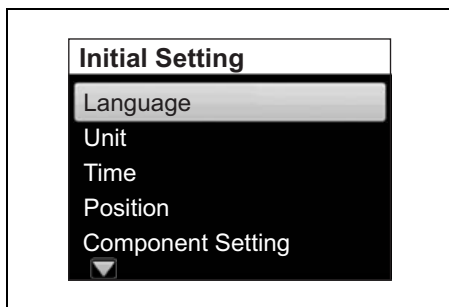 Initial Setting
Language
Unit
Time
Position
Component Setting